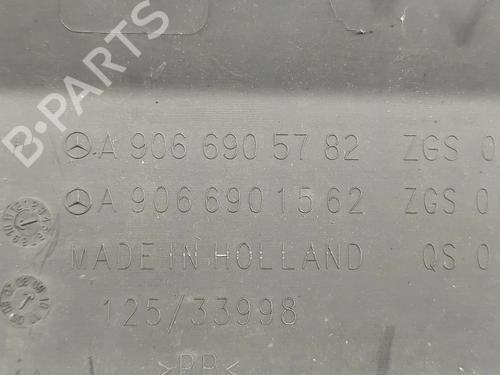 A 906 690 57 82 ZGS 0
A 906 690 15 62 ZGS 0
MADE IN HOLLAND QS 0
125/33998
>PP<
B-Parts